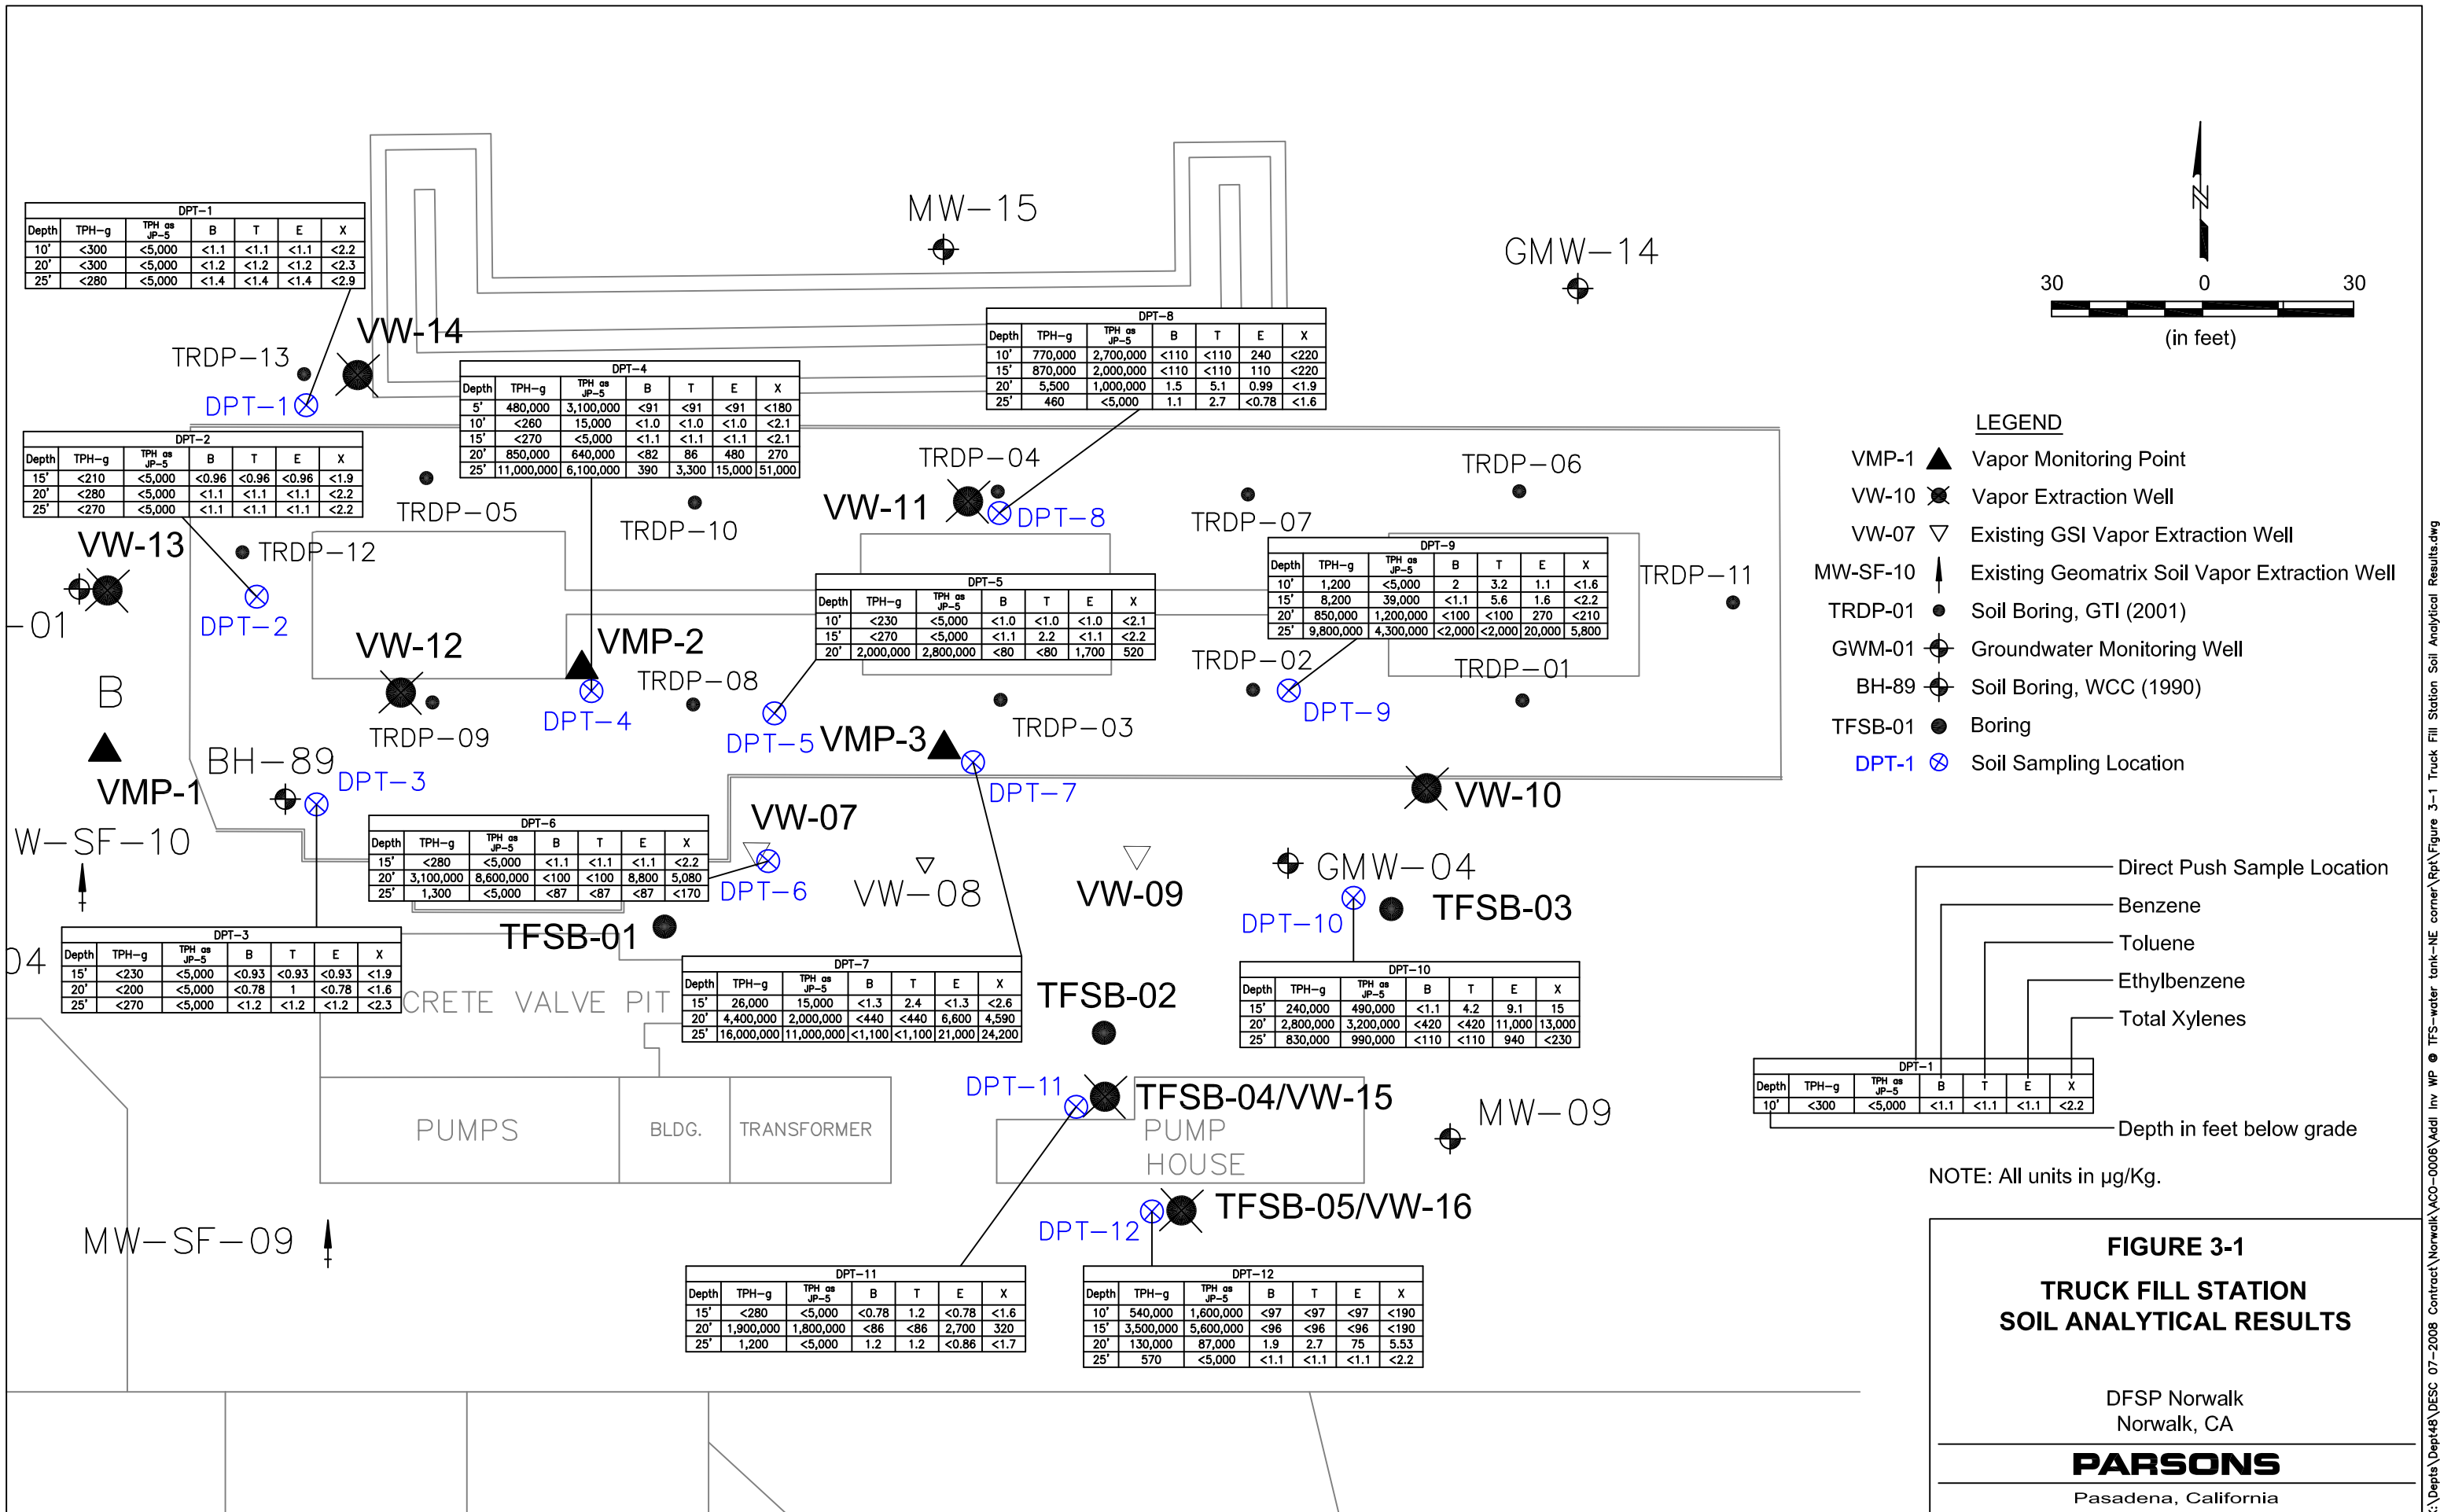 MW-15
GMW-14
30 0 30
(in feet)
N
DPT-1
Depth TPH-g TPH as JP-5 B T E X
10' <300 <5,000 <1.1 <1.1 <1.1 <2.2
20' <300 <5,000 <1.2 <1.2 <1.2 <2.3
25' <280 <5,000 <1.4 <1.4 <1.4 <2.9
VW-14
TRDP-13
DPT-1
DPT-4
Depth TPH-g TPH as JP-5 B T E X
5' 480,000 3,100,000 <91 <91 <91 <180
10' <260 15,000 <1.0 <1.0 <1.0 <2.1
15' <270 <5,000 <1.1 <1.1 <1.1 <2.1
20' 850,000 640,000 <82 86 480 270
25' 11,000,000 6,100,000 390 3,300 15,000 51,000
DPT-8
Depth TPH-g TPH as JP-5 B T E X
10' 770,000 2,700,000 <110 <110 240 <220
15' 870,000 2,000,000 <110 <110 110 <220
20' 5,500 1,000,000 1.5 5.1 0.99 <1.9
25' 460 <5,000 1.1 2.7 <0.78 <1.6
DPT-2
Depth TPH-g TPH as JP-5 B T E X
15' <210 <5,000 <0.96 <0.96 <0.96 <1.9
20' <280 <5,000 <1.1 <1.1 <1.1 <2.2
25' <270 <5,000 <1.1 <1.1 <1.1 <2.2
TRDP-05
TRDP-10
TRDP-04
VW-11
DPT-8
TRDP-07
TRDP-06
VW-13
TRDP-12
-01
DPT-2
VW-12
VMP-2
TRDP-08
DPT-4
TRDP-09
DPT-5
Depth TPH-g TPH as JP-5 B T E X
10' <230 <5,000 <1.0 <1.0 <1.0 <2.1
15' <270 <5,000 <1.1 2.2 <1.1 <2.2
20' 2,000,000 2,800,000 <80 <80 1,700 520
DPT-9
Depth TPH-g TPH as JP-5 B T E X
10' 1,200 <5,000 2 3.2 1.1 <1.6
15' 8,200 39,000 <1.1 5.6 1.6 <2.2
20' 850,000 1,200,000 <100 <100 270 <210
25' 9,800,000 4,300,000 <2,000 <2,000 20,000 5,800
TRDP-11
TRDP-02
TRDP-01
DPT-9
TRDP-03
DPT-5
VMP-3
DPT-7
VW-10
B
VMP-1
BH-89
DPT-3
W-SF-10
DPT-6
Depth TPH-g TPH as JP-5 B T E X
15' <280 <5,000 <1.1 <1.1 <1.1 <2.2
20' 3,100,000 8,600,000 <100 <100 8,800 5,080
25' 1,300 <5,000 <87 <87 <87 <170
VW-07
DPT-6
VW-08
VW-09
GMW-04
DPT-10
TFSB-03
TFSB-01
04
DPT-3
Depth TPH-g TPH as JP-5 B T E X
15' <230 <5,000 <0.93 <0.93 <0.93 <1.9
20' <200 <5,000 <0.78 1 <0.78 <1.6
25' <270 <5,000 <1.2 <1.2 <1.2 <2.3
CRETE VALVE PIT
DPT-7
Depth TPH-g TPH as JP-5 B T E X
15' 26,000 15,000 <1.3 2.4 <1.3 <2.6
20' 4,400,000 2,000,000 <440 <440 6,600 4,590
25' 16,000,000 11,000,000 <1,100 <1,100 21,000 24,200
TFSB-02
DPT-10
Depth TPH-g TPH as JP-5 B T E X
15' 240,000 490,000 <1.1 4.2 9.1 15
20' 2,800,000 3,200,000 <420 <420 11,000 13,000
25' 830,000 990,000 <110 <110 940 <230
DPT-11
TFSB-04/VW-15
PUMPS
BLDG.
TRANSFORMER
PUMP
HOUSE
MW-09
DPT-12
TFSB-05/VW-16
MW-SF-09
DPT-11
Depth TPH-g TPH as JP-5 B T E X
15' <280 <5,000 <0.78 1.2 <0.78 <1.6
20' 1,900,000 1,800,000 <86 <86 2,700 320
25' 1,200 <5,000 1.2 1.2 <0.86 <1.7
DPT-12
Depth TPH-g TPH as JP-5 B T E X
10' 540,000 1,600,000 <97 <97 <97 <190
15' 3,500,000 5,600,000 <96 <96 <96 <190
20' 130,000 87,000 1.9 2.7 75 5.53
25' 570 <5,000 <1.1 <1.1 <1.1 <2.2
LEGEND
VMP-1 Vapor Monitoring Point
VW-10 Vapor Extraction Well
VW-07 Existing GSI Vapor Extraction Well
MW-SF-10 Existing Geomatrix Soil Vapor Extraction Well
TRDP-01 Soil Boring, GTI (2001)
GWM-01 Groundwater Monitoring Well
BH-89 Soil Boring, WCC (1990)
TFSB-01 Boring
DPT-1 Soil Sampling Location
Direct Push Sample Location
Benzene
Toluene
Ethylbenzene
Total Xylenes
DPT-1
Depth TPH-g TPH as JP-5 B T E X
10' <300 <5,000 <1.1 <1.1 <1.1 <2.2
Depth in feet below grade
NOTE: All units in µg/Kg.
FIGURE 3-1
TRUCK FILL STATION
SOIL ANALYTICAL RESULTS
DFSP Norwalk
Norwalk, CA
PARSONS
Pasadena, California
X:\Depts\Dept48\DESC 07-2008 Contract\Norwalk\ACO-0006\Addl Inv WP @ TFS-water tank-NE corner\Rpt\Figure 3-1 Truck Fill Station Soil Analytical Results.dwg